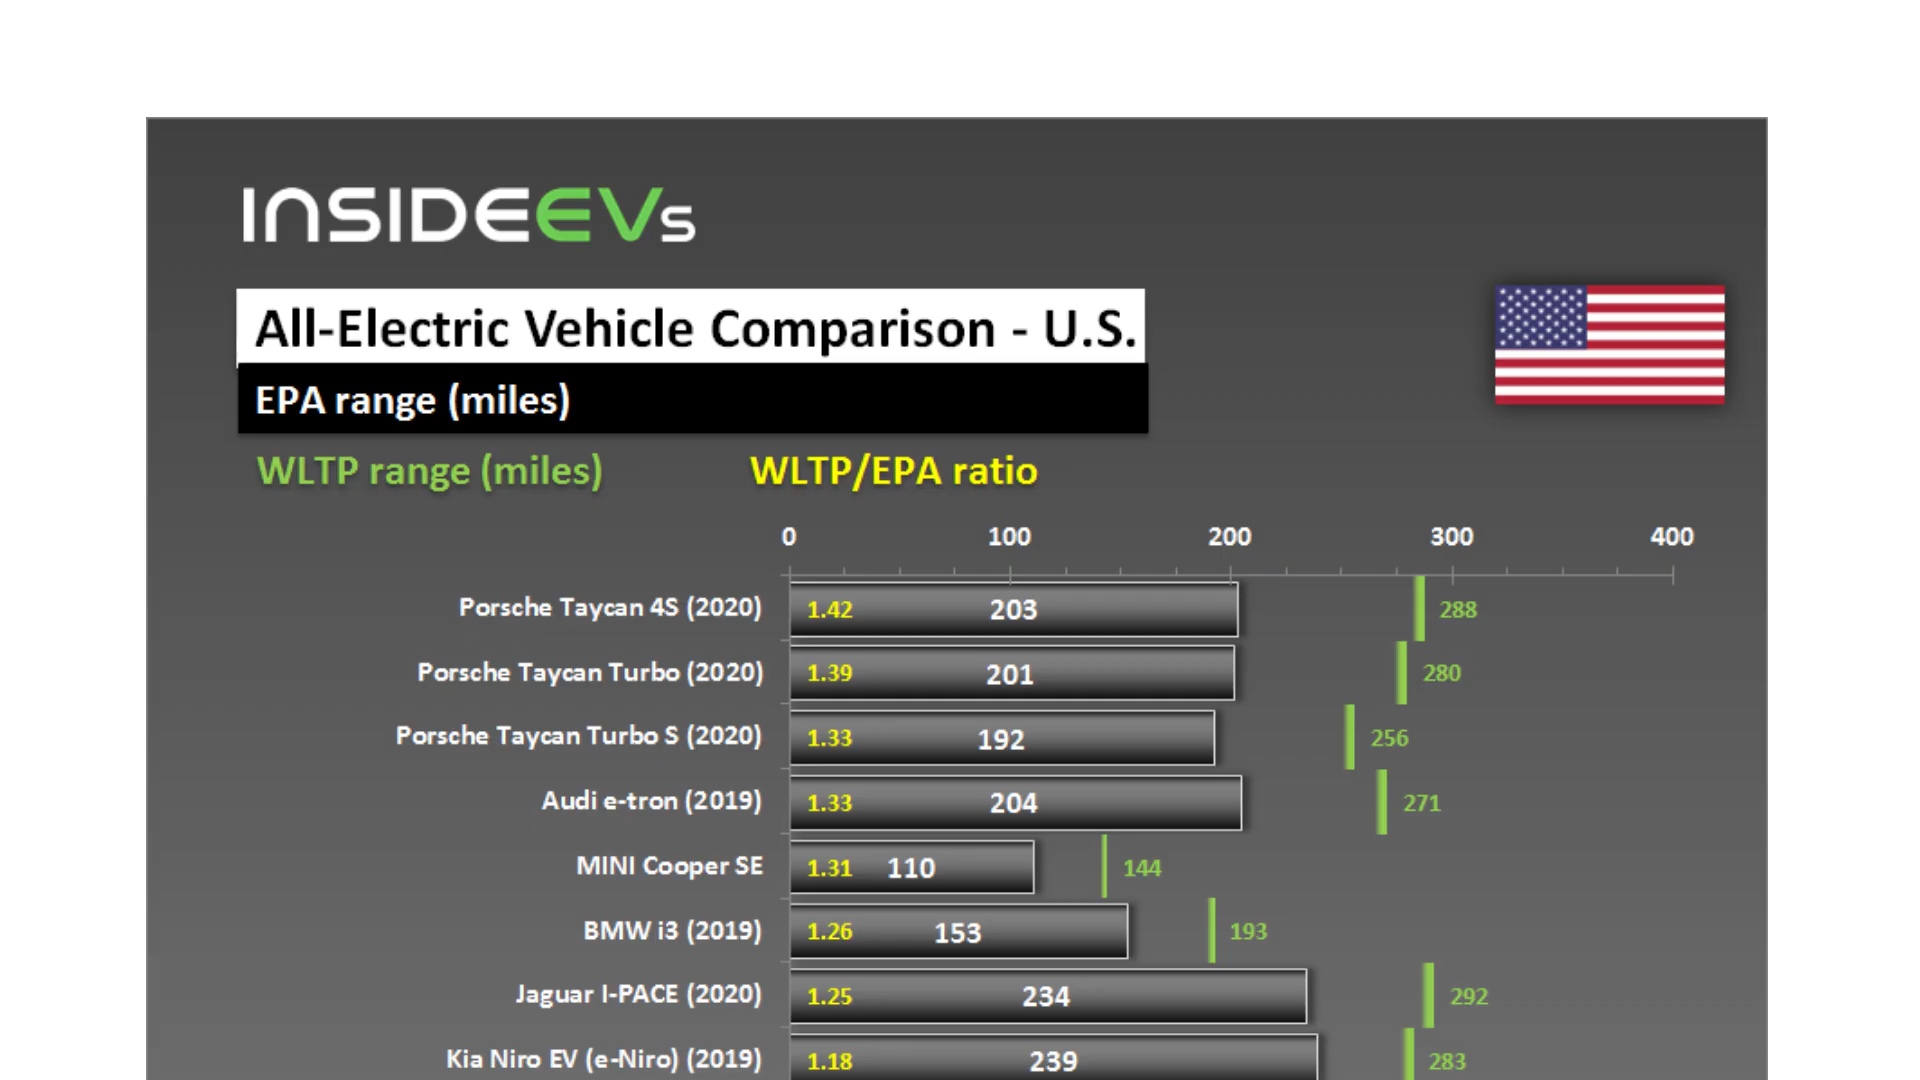 INSIDEEVs
All-Electric Vehicle Comparison - U.S.
EPA range (miles)
WLTP range (miles) WLTP/EPA ratio
0 100 200 300 400
Porsche Taycan 4S (2020) 1.42 203 288
Porsche Taycan Turbo (2020) 1.39 201 280
Porsche Taycan Turbo S (2020) 1.33 192 256
Audi e-tron (2019) 1.33 204 271
MINI Cooper SE 1.31 110 144
BMW i3 (2019) 1.26 153 193
Jaguar I-PACE (2020) 1.25 234 292
Kia Niro EV (e-Niro) (2019) 1.18 239 283